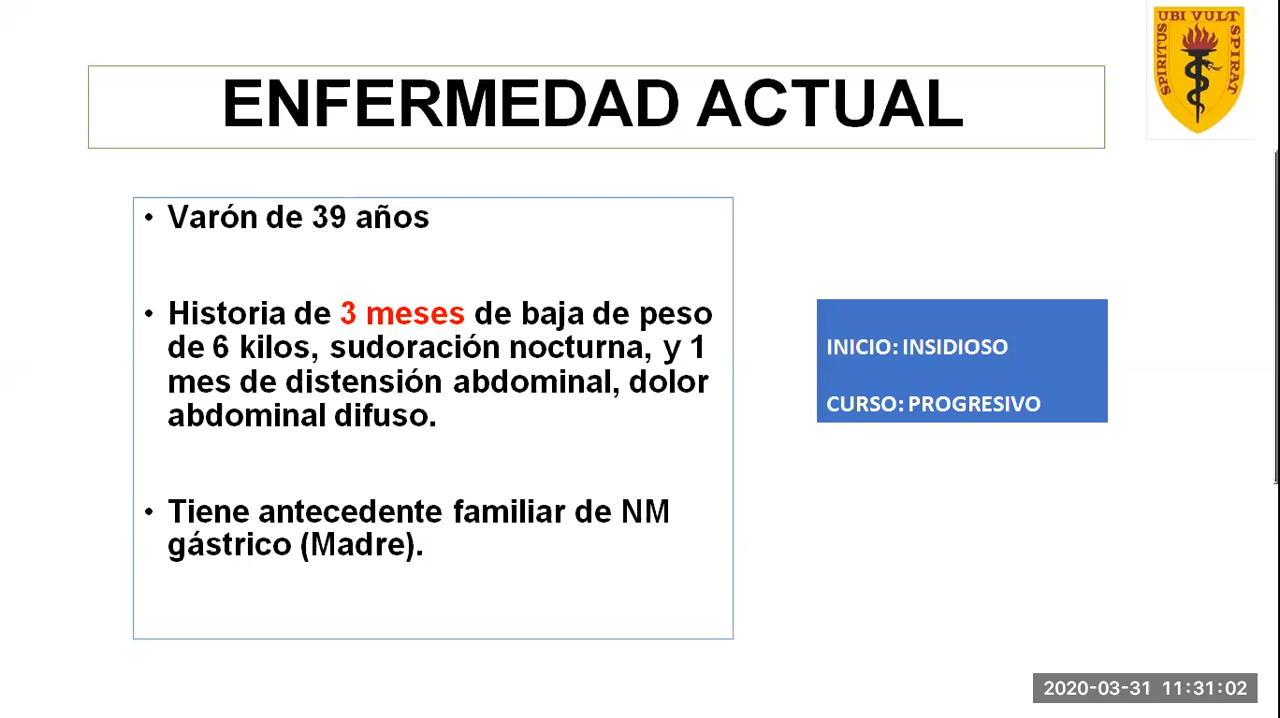 SPIRITUS UBI VULT SPIRAT
ENFERMEDAD ACTUAL
• Varón de 39 años
• Historia de 3 meses de baja de peso
de 6 kilos, sudoración nocturna, y 1
mes de distensión abdominal, dolor
abdominal difuso.
• Tiene antecedente familiar de NM
gástrico (Madre).
INICIO: INSIDIOSO
CURSO: PROGRESIVO
2020-03-31 11:31:02